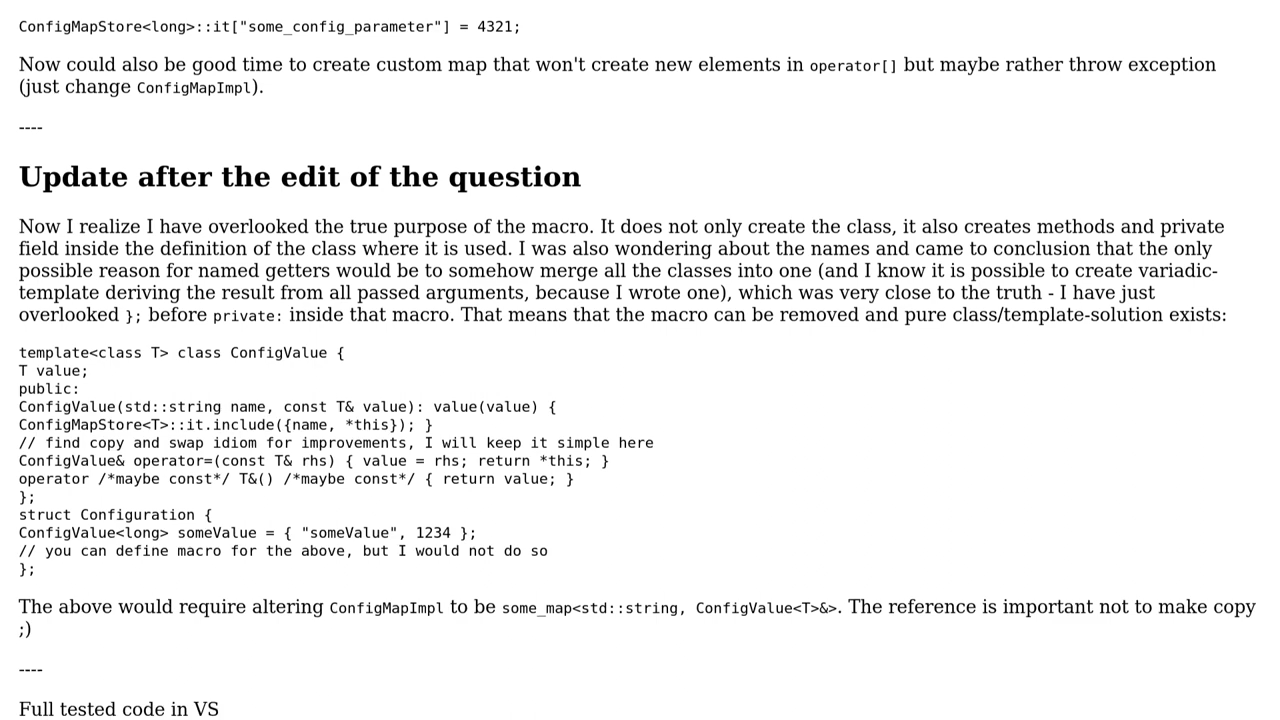 ConfigMapStore<long>::it["some_config_parameter"] = 4321;
Now could also be good time to create custom map that won't create new elements in operator[] but maybe rather throw exception
(just change ConfigMapImpl).
----
Update after the edit of the question
Now I realize I have overlooked the true purpose of the macro. It does not only create the class, it also creates methods and private
field inside the definition of the class where it is used. I was also wondering about the names and came to conclusion that the only
possible reason for named getters would be to somehow merge all the classes into one (and I know it is possible to create variadic-
template deriving the result from all passed arguments, because I wrote one), which was very close to the truth - I have just
overlooked }; before private: inside that macro. That means that the macro can be removed and pure class/template-solution exists:
template<class T> class ConfigValue {
T value;
public:
ConfigValue(std::string name, const T& value): value(value) {
ConfigMapStore<T>::it.include({name, *this}); }
// find copy and swap idiom for improvements, I will keep it simple here
ConfigValue& operator=(const T& rhs) { value = rhs; return *this; }
operator /*maybe const*/ T&() /*maybe const*/ { return value; }
};
struct Configuration {
ConfigValue<long> someValue = { "someValue", 1234 };
// you can define macro for the above, but I would not do so
};
The above would require altering ConfigMapImpl to be some_map<std::string, ConfigValue<T>&>. The reference is important not to make copy
;)
----
Full tested code in VS